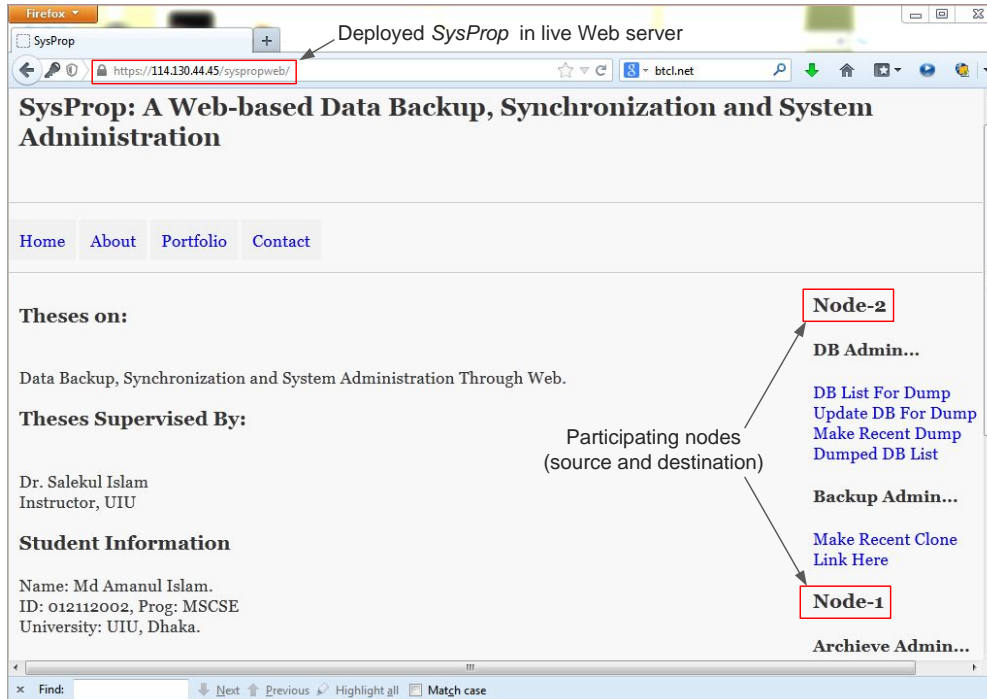 Firefox
Deployed SysProp in live Web server
SysProp
https://114.130.44.45/syspropweb/
btcl.net
SysProp: A Web-based Data Backup, Synchronization and System
Administration
Home About Portfolio Contact
Theses on:
Data Backup, Synchronization and System Administration Through Web.
Theses Supervised By:
Dr. Salekul Islam
Instructor, UIU
Student Information
Name: Md Amanul Islam.
ID: 012112002, Prog: MSCSE
University: UIU, Dhaka.
Participating nodes
(source and destination)
Node-2
DB Admin...
DB List For Dump
Update DB For Dump
Make Recent Dump
Dumped DB List
Backup Admin...
Make Recent Clone
Link Here
Node-1
Archieve Admin...
× Find: Next Previous Highlight all Match case